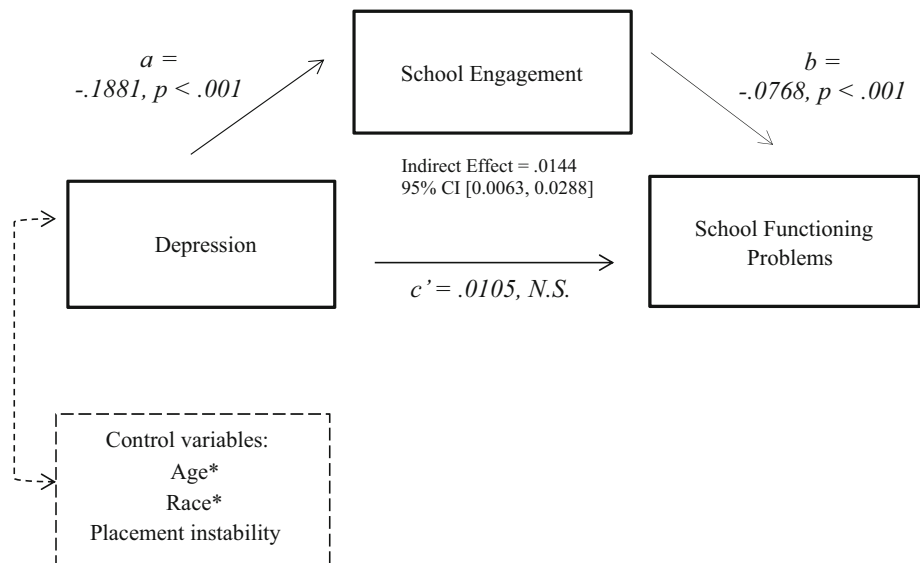 a =
-.1881, p < .001
School Engagement
b =
-.0768, p < .001
Indirect Effect = .0144
95% CI [0.0063, 0.0288]
Depression
School Functioning
Problems
c’ = .0105, N.S.
Control variables:
Age*
Race*
Placement instability